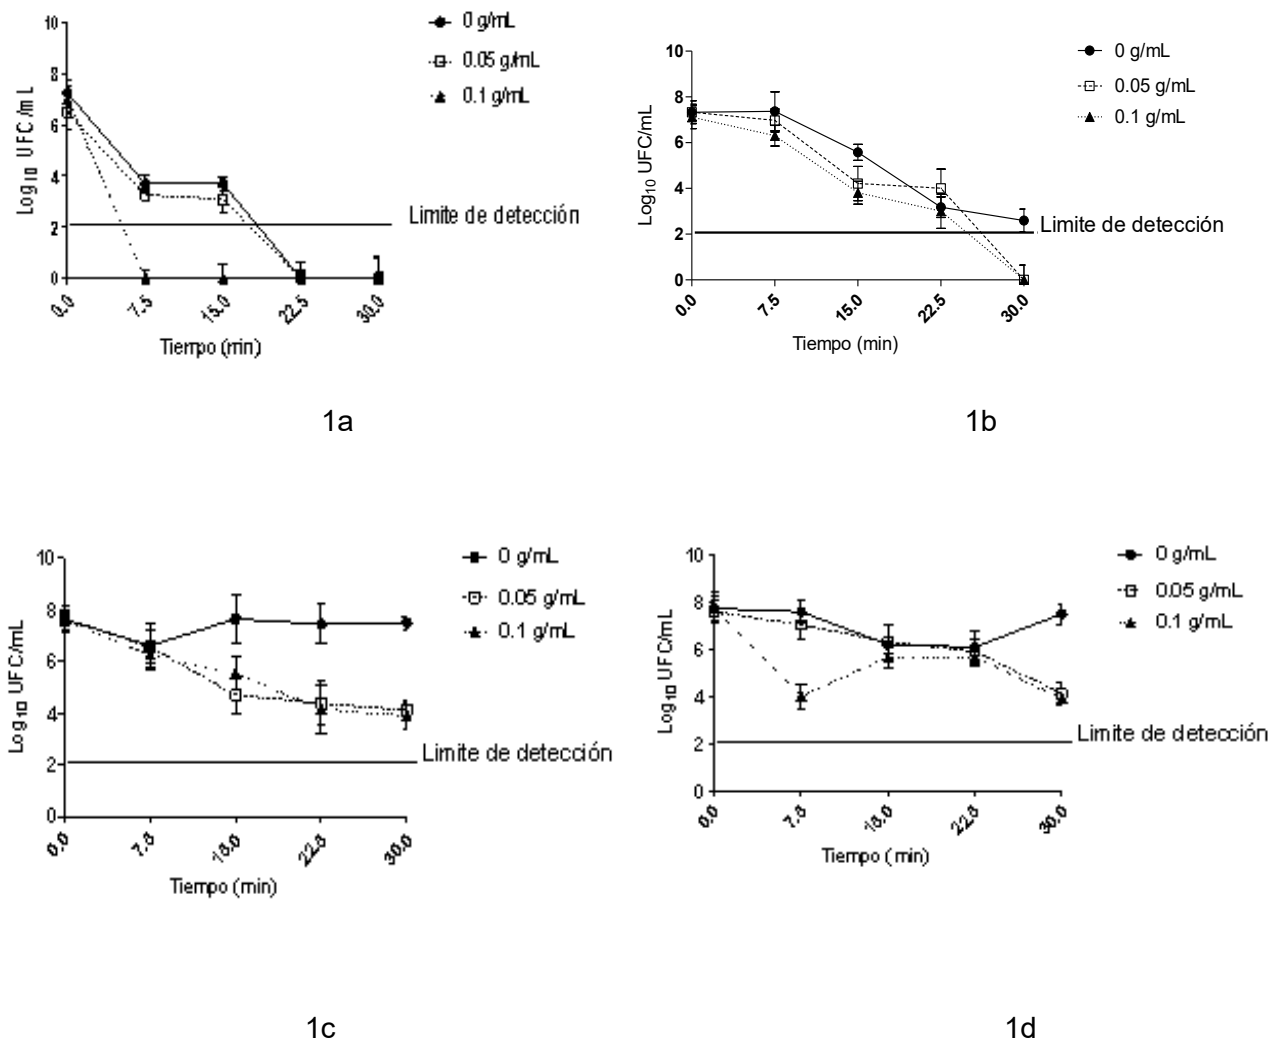 10
8
6
4
2
0
Log10 UFC/mL
0 g/mL
0.05 g/mL
0.1 g/mL
Limite de detección
0.0
7.5
15.0
22.5
30.0
Tiempo (min)
1a
10
8
6
4
2
0
Log10 UFC/mL
0 g/mL
0.05 g/mL
0.1 g/mL
Limite de detección
0.0
7.5
15.0
22.5
30.0
Tiempo (min)
1b
10
8
6
4
2
0
Log10 UFC/mL
0 g/mL
0.05 g/mL
0.1 g/mL
Limite de detección
0.0
7.5
15.0
22.5
30.0
Tiempo (min)
1c
10
8
6
4
2
0
Log10 UFC/mL
0 g/mL
0.05 g/mL
0.1 g/mL
Limite de detección
0.0
7.5
15.0
22.5
30.0
Tiempo (min)
1d